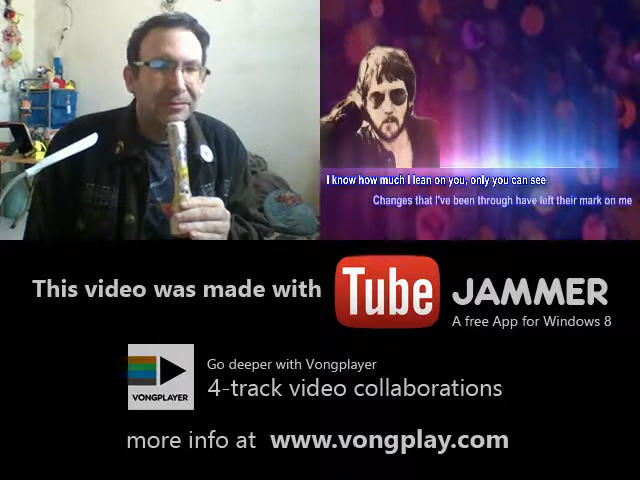 I know how much I lean on you, only you can see
Changes that I've been through have left their mark on me
This video was made with Tube JAMMER
A free App for Windows 8
Go deeper with Vongplayer
4-track video collaborations
VONGPLAYER
more info at www.vongplay.com